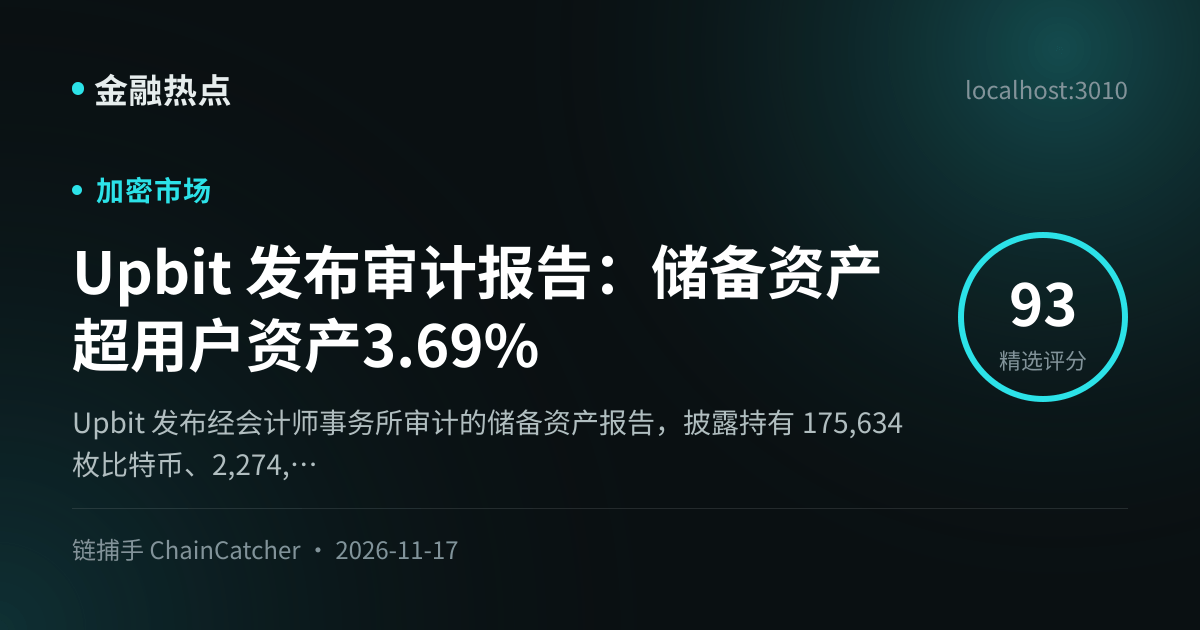 金融热点
localhost:3010
加密市场
Upbit 发布审计报告：储备资产
超用户资产3.69%
93
精选评分
Upbit 发布经会计师事务所审计的储备资产报告，披露持有 175,634
枚比特币、2,274,…
链捕手 ChainCatcher · 2026-11-17